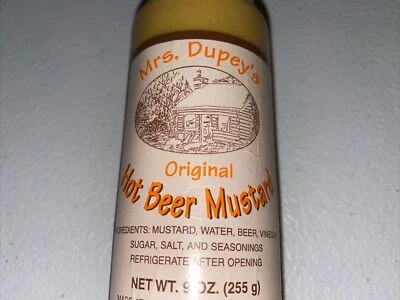 Mrs. Dupey's
Original
Hot Beer Mustard
INGREDIENTS: MUSTARD, WATER, BEER, VINEGAR
SUGAR, SALT, AND SEASONINGS
REFRIGERATE AFTER OPENING
NET WT. 9 OZ. (255 g)